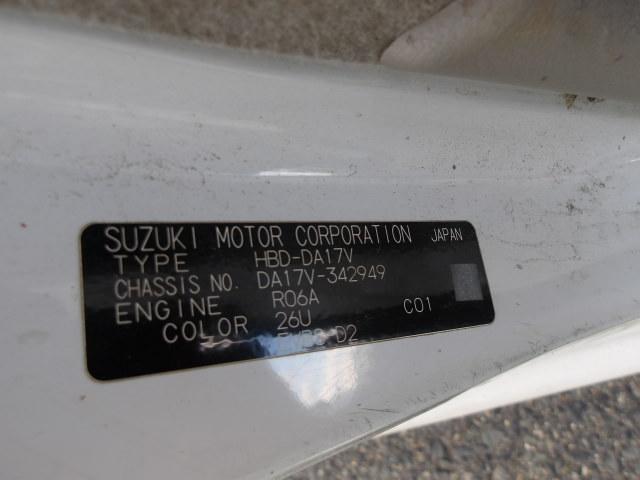 SUZUKI MOTOR CORPORATION JAPAN
TYPE HBD-DA17V
CHASSIS NO. DA17V-342949
ENGINE R06A
COLOR 26U C01